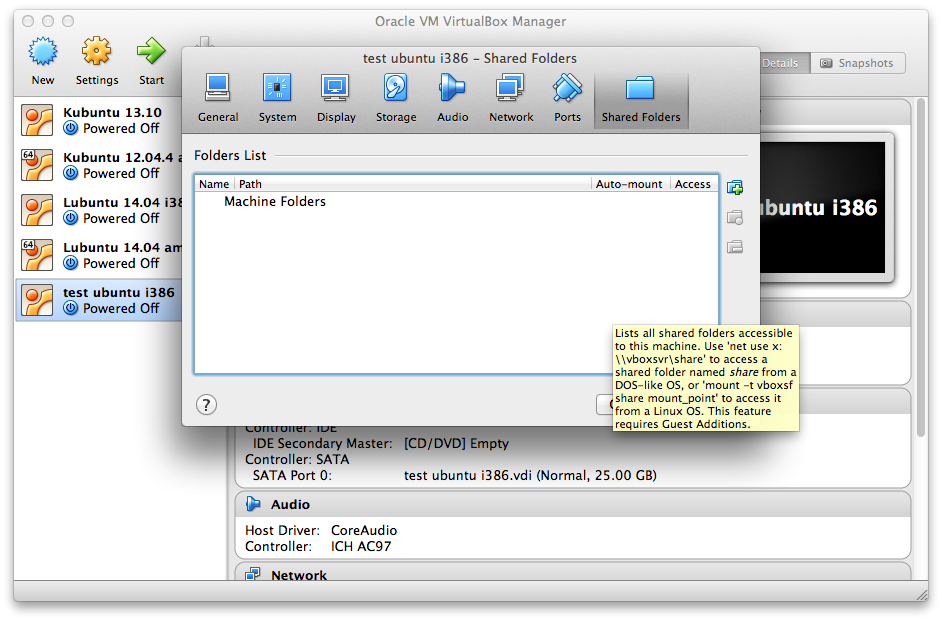 Oracle VM VirtualBox Manager
New
Settings
Start
Details
Snapshots
test ubuntu i386 – Shared Folders
General
System
Display
Storage
Audio
Network
Ports
Shared Folders
Kubuntu 13.10
Powered Off
64
Kubuntu 12.04.4
Powered Off
Lubuntu 14.04 i38
Powered Off
64
Lubuntu 14.04 am
Powered Off
test ubuntu i386
Powered Off
Folders List
Name Path Auto-mount Access
Machine Folders
buntu i386
Lists all shared folders accessible
to this machine. Use 'net use x:
\\vboxsvr\share' to access a
shared folder named share from a
DOS-like OS, or 'mount -t vboxsf
share mount_point' to access it
from a Linux OS. This feature
requires Guest Additions.
?
Controller: IDE
IDE Secondary Master: [CD/DVD] Empty
Controller: SATA
SATA Port 0: test ubuntu i386.vdi (Normal, 25.00 GB)
Audio
Host Driver: CoreAudio
Controller: ICH AC97
Network